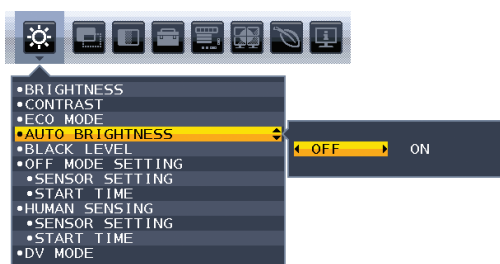 •BRIGHTNESS
•CONTRAST
•ECO MODE
•AUTO BRIGHTNESS
OFF ON
•BLACK LEVEL
•OFF MODE SETTING
•SENSOR SETTING
•START TIME
•HUMAN SENSING
•SENSOR SETTING
•START TIME
•DV MODE